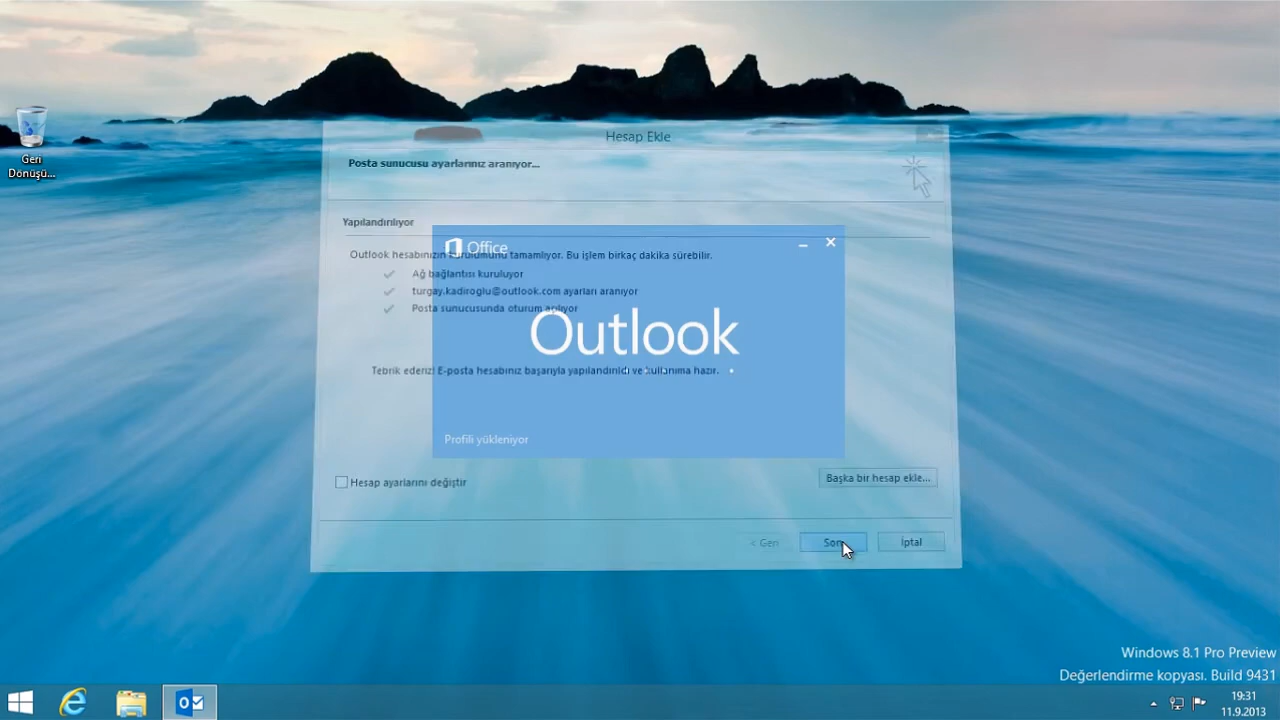 Geri
Dönüşü...
Hesap Ekle
Posta sunucusu ayarlarınız aranıyor...
Yapılandırılıyor
Office
Outlook hesabınızın kurulumunu tamamlıyor. Bu işlem birkaç dakika sürebilir.
Ağ bağlantısı kuruluyor
turgay.kadiroglu@outlook.com ayarları aranıyor
Posta sunucusunda oturum açılıyor
Outlook
Tebrik ederiz! E-posta hesabınız başarıyla yapılandırıldı ve kullanıma hazır.
Profili yükleniyor
Hesap ayarlarını değiştir
Başka bir hesap ekle...
< Geri
Son
İptal
Windows 8.1 Pro Preview
Değerlendirme kopyası. Build 9431
19:31
11.9.2013